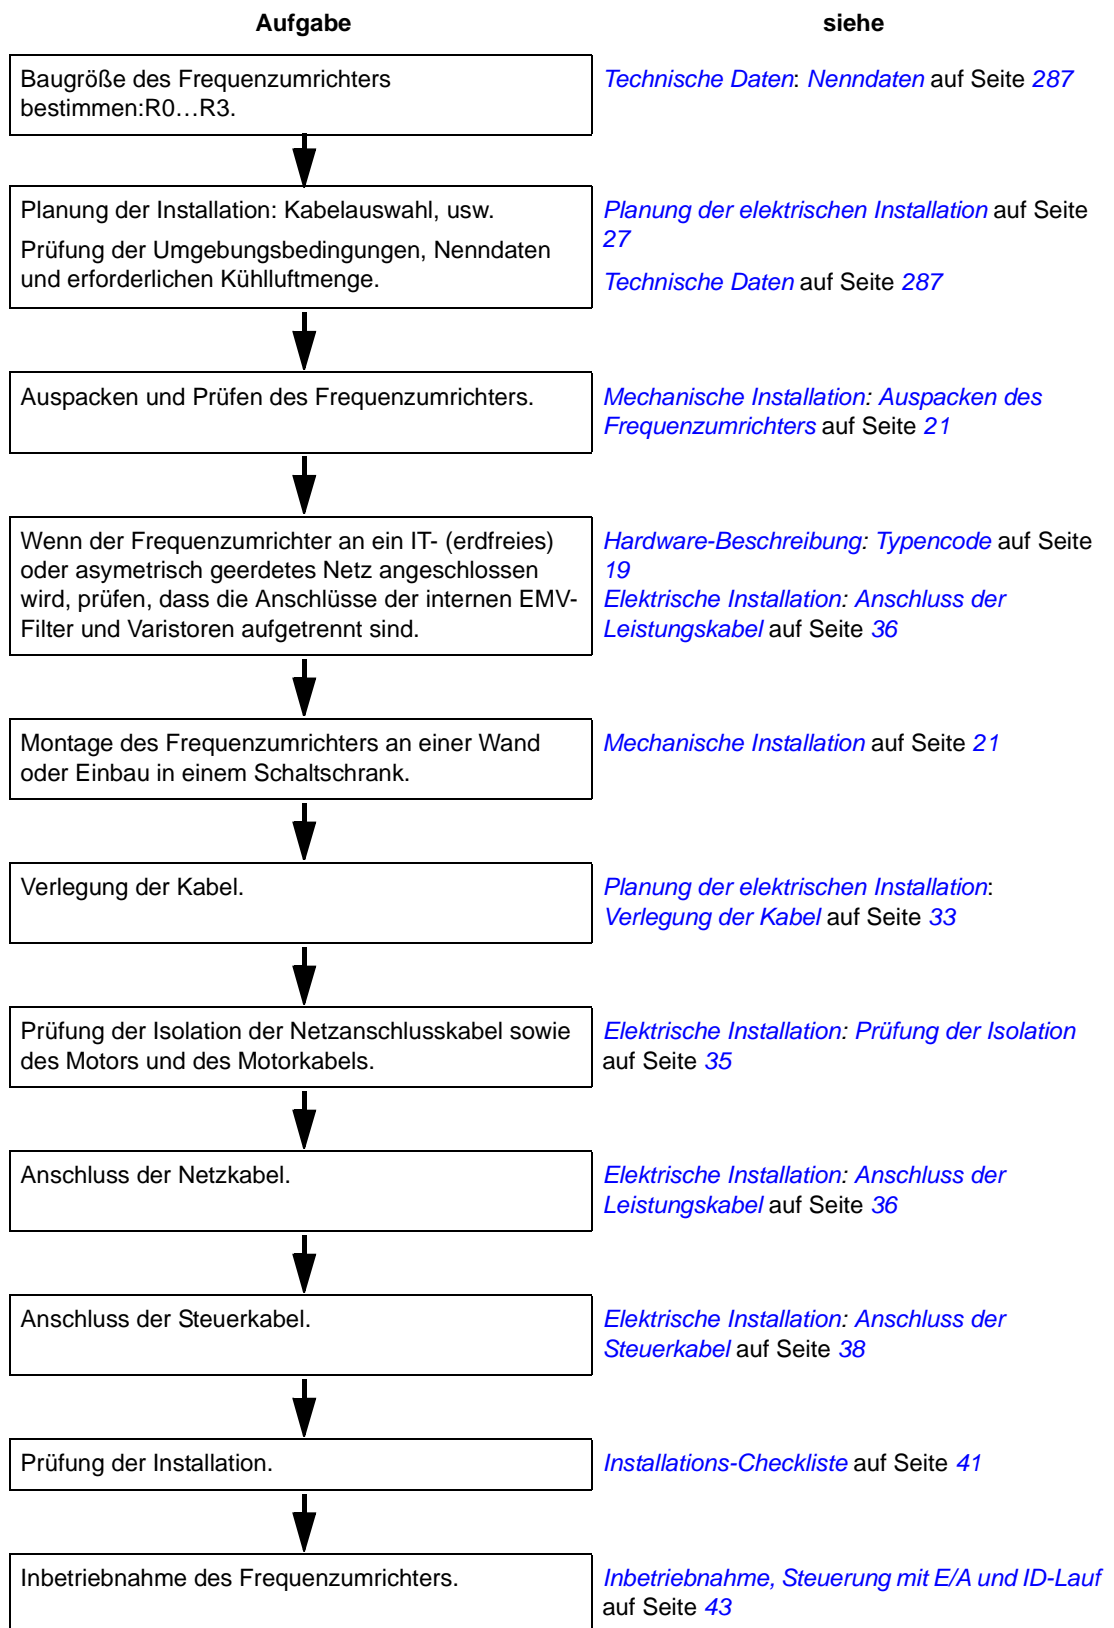 Aufgabe
siehe
Baugröße des Frequenzumrichters
bestimmen:R0…R3.
Technische Daten: Nenndaten auf Seite 287
Planung der Installation: Kabelauswahl, usw.
Prüfung der Umgebungsbedingungen, Nenndaten
und erforderlichen Kühlluftmenge.
Planung der elektrischen Installation auf Seite
27
Technische Daten auf Seite 287
Auspacken und Prüfen des Frequenzumrichters.
Mechanische Installation: Auspacken des
Frequenzumrichters auf Seite 21
Wenn der Frequenzumrichter an ein IT- (erdfreies)
oder asymetrisch geerdetes Netz angeschlossen
wird, prüfen, dass die Anschlüsse der internen EMV-
Filter und Varistoren aufgetrennt sind.
Hardware-Beschreibung: Typencode auf Seite
19
Elektrische Installation: Anschluss der
Leistungskabel auf Seite 36
Montage des Frequenzumrichters an einer Wand
oder Einbau in einem Schaltschrank.
Mechanische Installation auf Seite 21
Verlegung der Kabel.
Planung der elektrischen Installation:
Verlegung der Kabel auf Seite 33
Prüfung der Isolation der Netzanschlusskabel sowie
des Motors und des Motorkabels.
Elektrische Installation: Prüfung der Isolation
auf Seite 35
Anschluss der Netzkabel.
Elektrische Installation: Anschluss der
Leistungskabel auf Seite 36
Anschluss der Steuerkabel.
Elektrische Installation: Anschluss der
Steuerkabel auf Seite 38
Prüfung der Installation.
Installations-Checkliste auf Seite 41
Inbetriebnahme des Frequenzumrichters.
Inbetriebnahme, Steuerung mit E/A und ID-Lauf
auf Seite 43